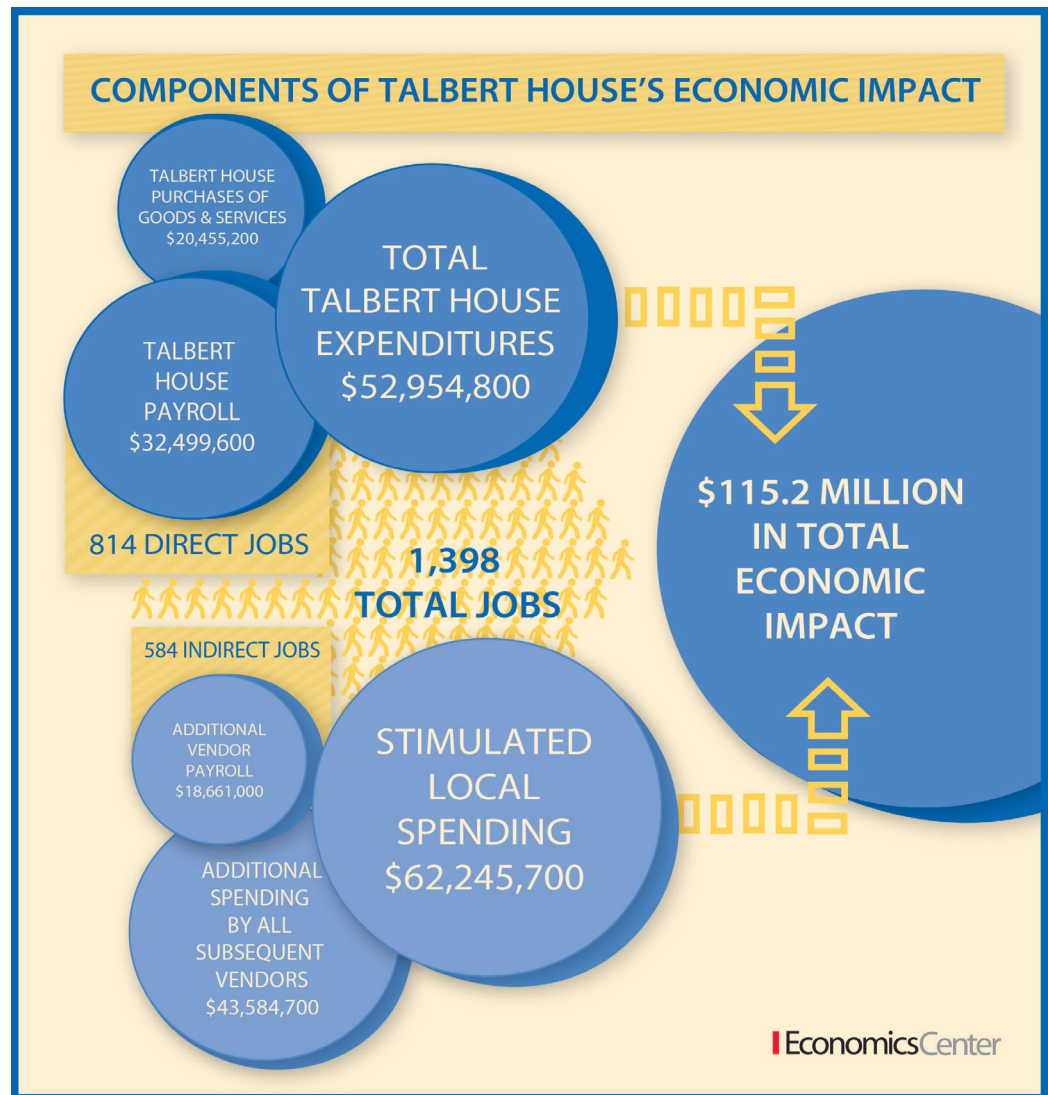 COMPONENTS OF TALBERT HOUSE'S ECONOMIC IMPACT
TALBERT HOUSE
PURCHASES OF
GOODS & SERVICES
$20,455,200
TOTAL
TALBERT HOUSE
EXPENDITURES
$52,954,800
TALBERT
HOUSE
PAYROLL
$32,499,600
814 DIRECT JOBS
1,398
TOTAL JOBS
$115.2 MILLION
IN TOTAL
ECONOMIC
IMPACT
584 INDIRECT JOBS
ADDITIONAL
VENDOR
PAYROLL
$18,661,000
STIMULATED
LOCAL
SPENDING
$62,245,700
ADDITIONAL
SPENDING
BY ALL
SUBSEQUENT
VENDORS
$43,584,700
EconomicsCenter